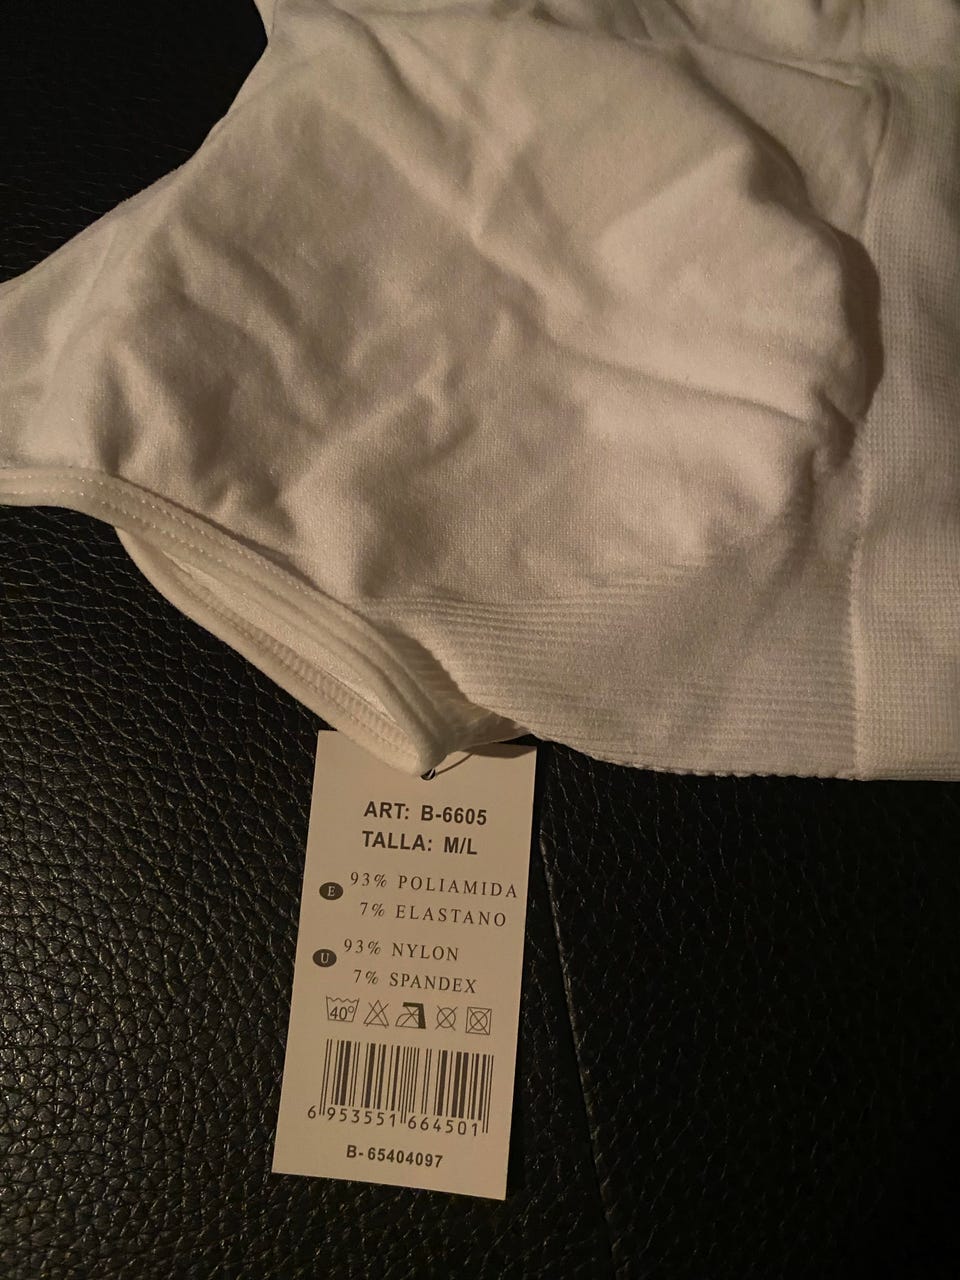 ART: B-6605
TALLA: M/L
E 93% POLIAMIDA
7% ELASTANO
U 93% NYLON
7% SPANDEX
40°
6 953551 664501
B-65404097